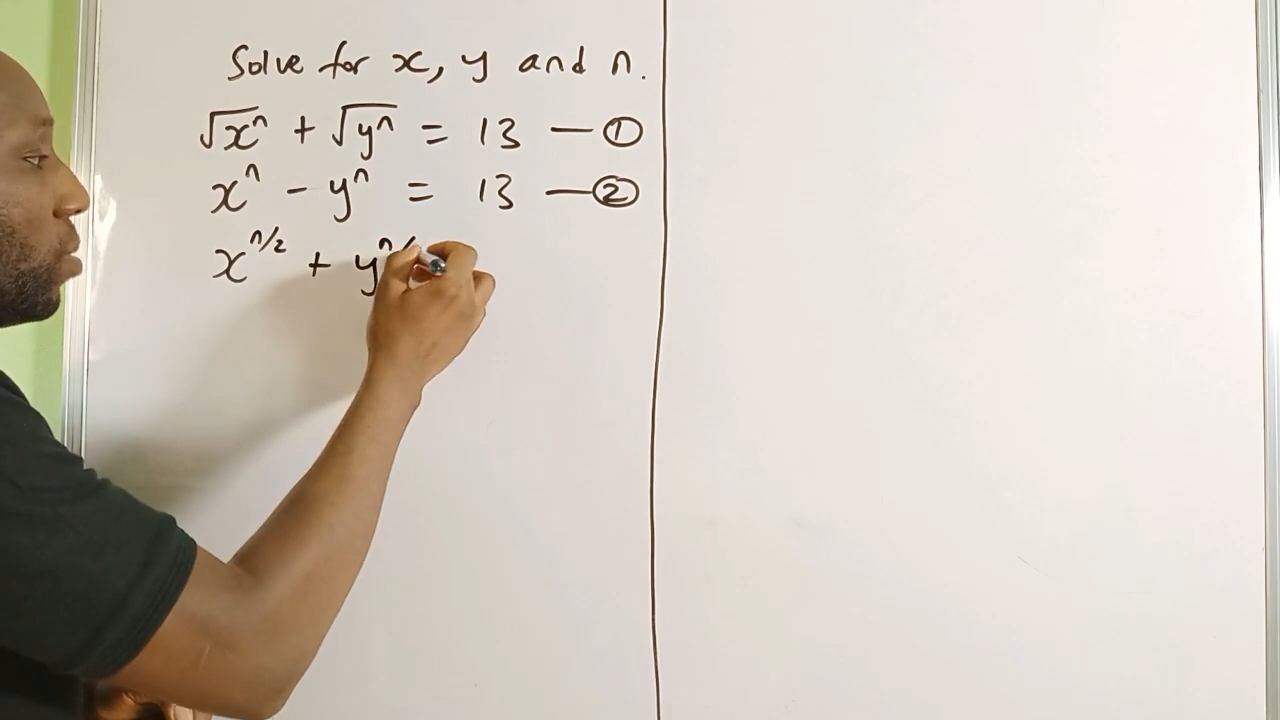 Solve for x, y and n.
√xⁿ + √yⁿ = 13 — ①
xⁿ - yⁿ = 13 — ②
x^(n/2) + y^(n/